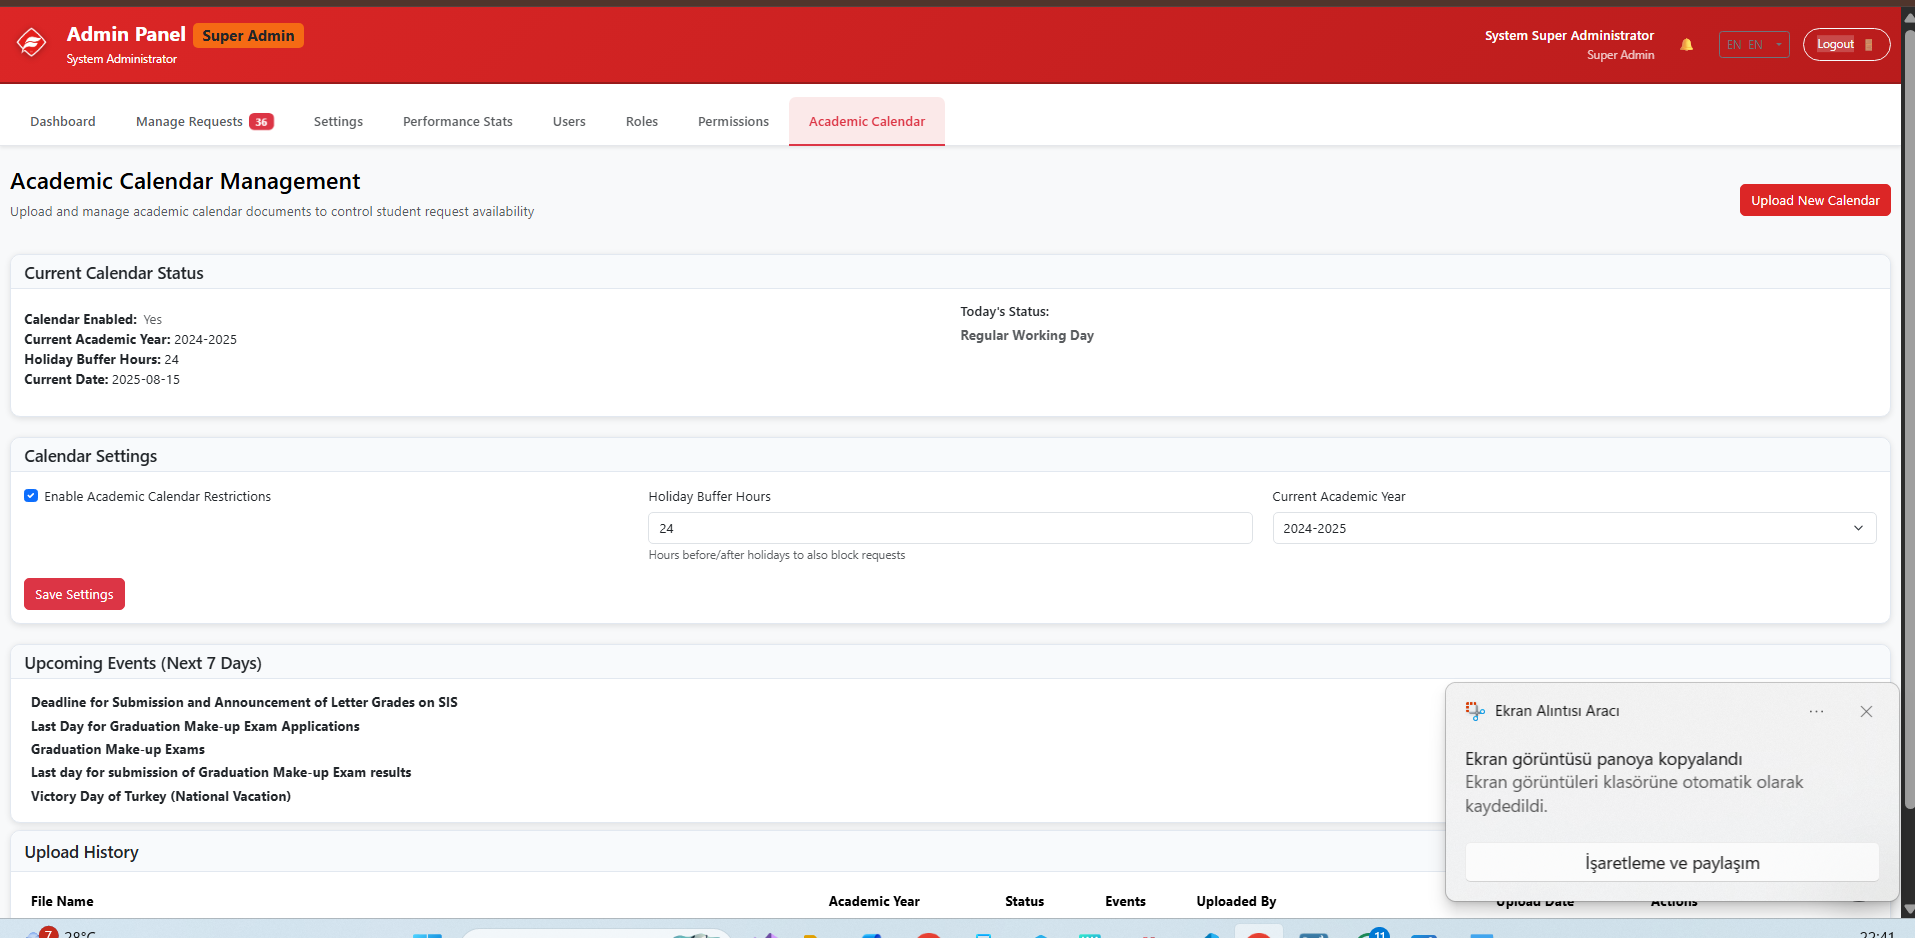 Admin Panel Super Admin
System Administrator
System Super Administrator
Super Admin
EN EN
Logout
Dashboard
Manage Requests 36
Settings
Performance Stats
Users
Roles
Permissions
Academic Calendar
Academic Calendar Management
Upload and manage academic calendar documents to control student request availability
Upload New Calendar
Current Calendar Status
Calendar Enabled: Yes
Current Academic Year: 2024-2025
Holiday Buffer Hours: 24
Current Date: 2025-08-15
Today's Status:
Regular Working Day
Calendar Settings
Enable Academic Calendar Restrictions
Holiday Buffer Hours
24
Hours before/after holidays to also block requests
Current Academic Year
2024-2025
Save Settings
Upcoming Events (Next 7 Days)
Deadline for Submission and Announcement of Letter Grades on SIS
Last Day for Graduation Make-up Exam Applications
Graduation Make-up Exams
Last day for submission of Graduation Make-up Exam results
Victory Day of Turkey (National Vacation)
Ekran Alıntısı Aracı
Ekran görüntüsü panoya kopyalandı
Ekran görüntüleri klasörüne otomatik olarak
kaydedildi.
İşaretleme ve paylaşım
Upload History
File Name
Academic Year
Status
Events
Uploaded By
Upload Date
Actions
7
28°C
11
22:41